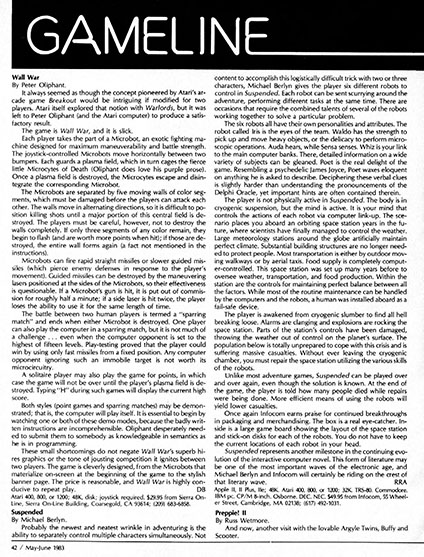 GAMELINE
Wall War
By Peter Oliphant.
It always seemed as though the concept pioneered by Atari's ar-
cade game Breakout would be intriguing if modified for two
players. Atari itself explored that notion with Warlords, but it was
left to Peter Oliphant (and the Atari computer) to produce a satis-
factory result.
The game is Wall War, and it is slick.
Each player takes the part of a Microbot, an exotic fighting ma-
chine designed for maximum maneuverability and battle strength.
The joystick-controlled Microbots move horizontally between two
bumpers. Each guards a plasma field, which in turn cages the fierce
little Microcytes of Death (Oliphant does love his purple prose).
Once a plasma field is destroyed, the Microcytes escape and disin-
tegrate the corresponding Microbot.
The Microbots are separated by five moving walls of color seg-
ments, which must be damaged before the players can attack each
other. The walls move in alternating directions, so it is difficult to po-
sition killing shots until a major portion of this central field is de-
stroyed. The players must be careful, however, not to destroy the
walls completely. If only three segments of any color remain, they
begin to flash (and are worth more points when hit); if those are de-
stroyed, the entire wall forms again (a fact not mentioned in the
instructions).
Microbots can fire rapid straight missiles or slower guided mis-
siles (which pierce enemy defenses in response to the player's
movement). Guided missiles can be destroyed by the maneuvering
lasers positioned at the sides of the Microbots, so their effectiveness
is questionable. If a Microbot's gun is hit, it is put out of commis-
sion for roughly half a minute; if a side laser is hit twice, the player
loses the ability to use it for the same length of time.
The battle between two human players is termed a "sparring
match" and ends when either Microbot is destroyed. One player
can also play the computer in a sparring match, but it is not much of
a challenge . . . even when the computer opponent is set to the
highest of fifteen levels. Play-testing proved that the player could
win by using only fast missiles from a fixed position. Any computer
opponent ignoring such an immobile target is not worth its
microcircuitry.
A solitaire player may also play the game for points, in which
case the game will not be over until the player's plasma field is de-
stroyed. Typing "H" during such games will display the current high
score.
Both styles (point games and sparring matches) may be demon-
strated; that is, the computer will play itself. It is essential to begin by
watching one or both of these demo modes, because the badly writ-
ten instructions are incomprehensible. Oliphant desperately need-
ed to submit them to somebody as knowledgeable in semantics as
he is in programming.
These small shortcomings do not negate Wall War's superb hi-
res graphics or the tone of jousting competition it ignites between
two players. The game is cleverly designed, from the Microbots that
materialize on-screen at the beginning of the game to the stylish
banner page. The price is reasonable, and Wall War is highly con-
ducive to repeat play. DB
Atari 400, 800, or 1200; 48K, disk; joystick required. $29.95 from Sierra On-
Line, Sierra On-Line Building, Coarsegold, CA 93614; (209) 683-6858.
Suspended
By Michael Berlyn.
Probably the newest and neatest wrinkle in adventuring is the
ability to separately control multiple characters simultaneously. Not
content to accomplish this logistically difficult trick with two or three
characters, Michael Berlyn gives the player six different robots to
control in Suspended. Each robot can be sent scurrying around the
adventure, performing different tasks at the same time. There are
occasions that require the combined talents of several of the robots
working together to solve a particular problem.
The six robots all have their own personalities and attributes. The
robot called Iris is the eyes of the team. Waldo has the strength to
pick up and move heavy objects, or the delicacy to perform micro-
scopic operations. Auda hears, while Sensa senses. Whiz is your link
to the main computer banks. There, detailed information on a wide
variety of subjects can be gleaned. Poet is the real delight of the
game. Resembling a psychedelic James Joyce, Poet waxes eloquent
on anything he is asked to describe. Deciphering these verbal clues
is slightly harder than understanding the pronouncements of the
Delphi Oracle, yet important hints are often contained therein.
The player is not physically active in Suspended. The body is in
cryogenic suspension, but the mind is active. It is your mind that
controls the actions of each robot via computer link-up. The sce-
nario places you aboard an orbiting space station years in the fu-
ture, where scientists have finally managed to control the weather.
Large meteorology stations around the globe artificially maintain
perfect climate. Substantial building structures are no longer need-
ed to protect people. Most transportation is either by outdoor mov-
ing walkways or by aerial taxis. Food supply is completely comput-
er-controlled. This space station was set up many years before to
oversee weather, transportation, and food production. Within the
station are the controls for maintaining perfect balance between all
the factors. While most of the routine maintenance can be handled
by the computers and the robots, a human was installed aboard as a
fail-safe device.
The player is awakened from cryogenic slumber to find all hell
breaking loose. Alarms are clanging and explosions are rocking the
space station. Parts of the station's controls have been damaged,
throwing the weather out of control on the planet's surface. The
population below is totally unprepared to cope with this crisis and is
suffering massive casualties. Without ever leaving the cryogenic
chamber, you must repair the space station utilizing the various skills
of the robots.
Unlike most adventure games, Suspended can be played over
and over again, even though the solution is known. At the end of
the game, the player is told how many people died while repairs
were being done. More efficient means of using the robots will
yield lower casualties.
Once again Infocom earns praise for continued breakthroughs
in packaging and merchandising. The box is a real eye-catcher. In-
side is a large game board showing the layout of the space station
and stick-on disks for each of the robots. You do not have to keep
the current locations of each robot in your head.
Suspended represents another milestone in the continuing evo-
lution of the interactive computer novel. This form of literature may
be one of the most important waves of the electronic age, and
Michael Berlyn and Infocom will certainly be riding on the crest of
that literary wave. RRA
Apple II, II Plus, IIe; 48K. Atari 400, 800, or 1200; 32K. TRS-80. Commodore.
IBM pc. CP/M 8-inch. Osborne. DEC. NEC. $49.95 from Infocom, 55 Wheel-
er Street, Cambridge, MA 02138; (617) 492-1031.
Preppie! II
By Russ Wetmore.
And now, another visit with the lovable Argyle Twins, Buffy and
Scooter.
42 / May-June 1983